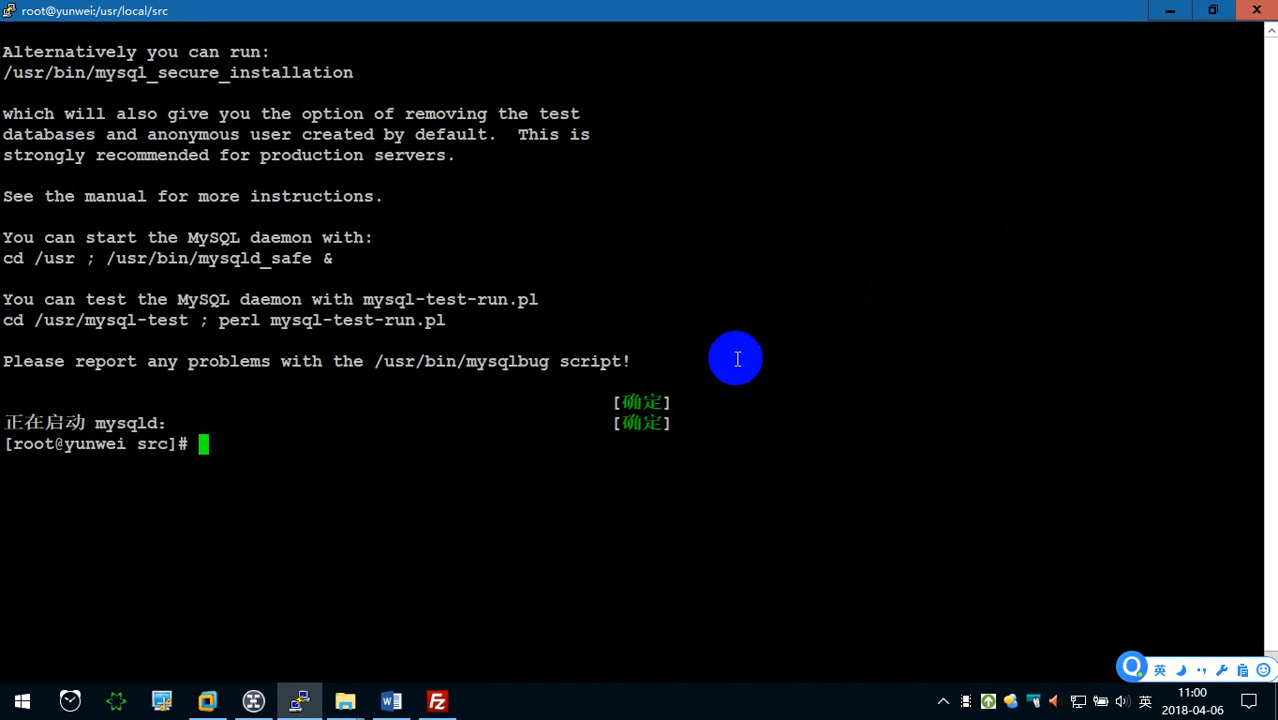 root@yunwei:/usr/local/src
Alternatively you can run:
/usr/bin/mysql_secure_installation
which will also give you the option of removing the test
databases and anonymous user created by default.  This is
strongly recommended for production servers.
See the manual for more instructions.
You can start the MySQL daemon with:
cd /usr ; /usr/bin/mysqld_safe &
You can test the MySQL daemon with mysql-test-run.pl
cd /usr/mysql-test ; perl mysql-test-run.pl
Please report any problems with the /usr/bin/mysqlbug script!
[确定]
正在启动 mysqld: [确定]
[root@yunwei src]#
英
英
11:00
2018-04-06